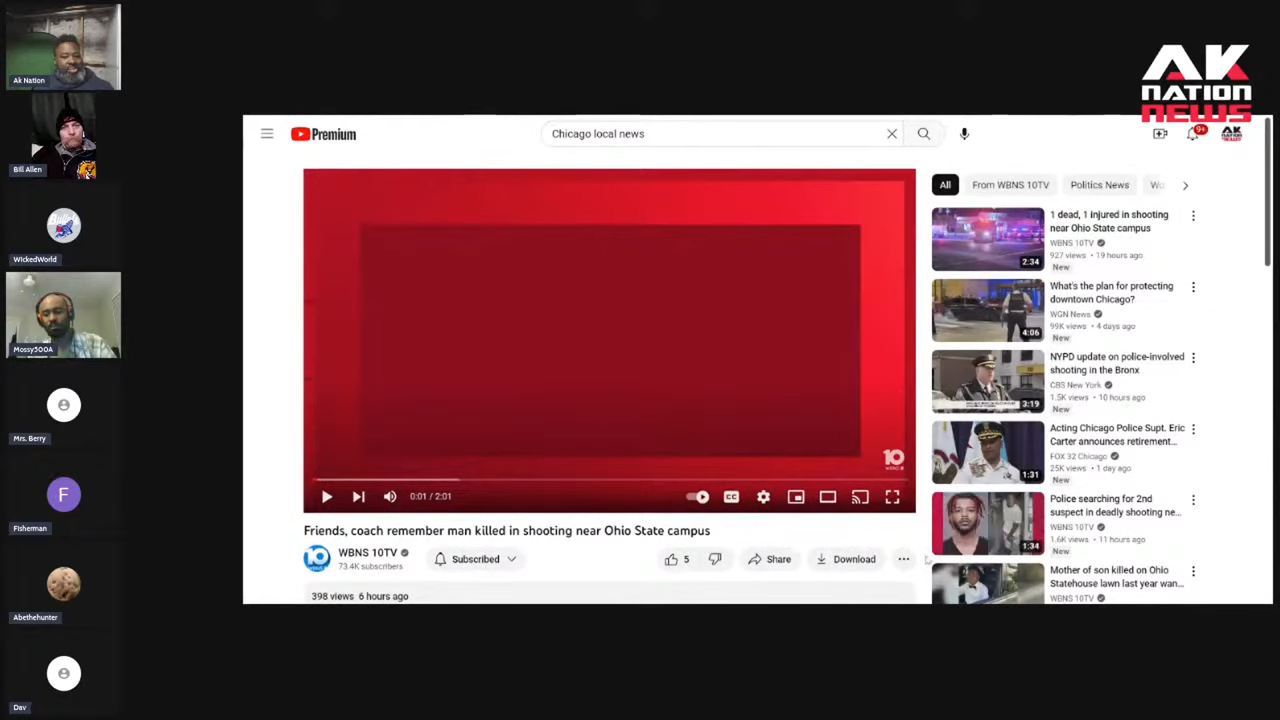 Ak Nation
Bill Allen
WickedWorld
Mossy500A
Mrs. Berry
F
Fisherman
Abethehunter
Dav
AK
NATION
NEWS
Premium
Chicago local news
9+
10
0:01 / 2:01
CC
Friends, coach remember man killed in shooting near Ohio State campus
10
WBNS 10TV
73.4K subscribers
Subscribed
5
Share
Download
398 views 6 hours ago
All
From WBNS 10TV
Politics News
Wo
1 dead, 1 injured in shooting
near Ohio State campus
WBNS 10TV
927 views • 19 hours ago
New
2:34
What's the plan for protecting
downtown Chicago?
WGN News
99K views • 4 days ago
New
4:06
NYPD update on police-involved
shooting in the Bronx
CBS New York
1.5K views • 10 hours ago
New
3:19
Acting Chicago Police Supt. Eric
Carter announces retirement...
FOX 32 Chicago
25K views • 1 day ago
New
1:31
Police searching for 2nd
suspect in deadly shooting ne...
WBNS 10TV
1.6K views • 11 hours ago
New
1:34
Mother of son killed on Ohio
Statehouse lawn last year wan...
WBNS 10TV